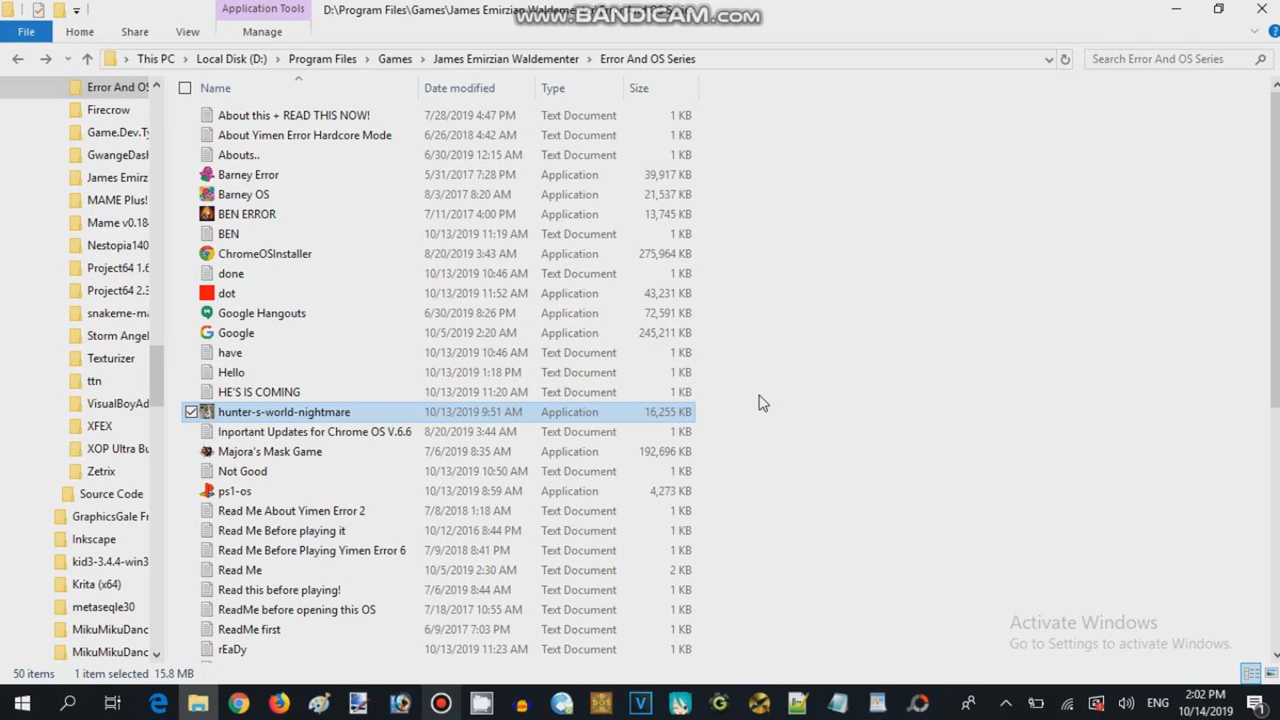 Application Tools
D:\Program Files\Games\James Emirzian Waldementer
www.BANDICAM.com
File Home Share View Manage
This PC Local Disk (D:) Program Files Games James Emirzian Waldementer Error And OS Series
Search Error And OS Series
Error And OS
Firecrow
Game.Dev.Ty
GwangeDash
James Emirz
MAME Plus!
Mame v0.18
Nestopia140
Project64 1.6
Project64 2.3
snakeme-ma
Storm Angel
Texturizer
ttn
VisualBoyAd
XFEX
XOP Ultra Bu
Zetrix
Source Code
GraphicsGale Fr
Inkscape
kid3-3.4.4-win3
Krita (x64)
metaseqle30
MikuMikuDanc
MikuMikuDanc
Name Date modified Type Size
About this + READ THIS NOW! 7/28/2019 4:47 PM Text Document 1 KB
About Yimen Error Hardcore Mode 6/26/2018 4:42 AM Text Document 1 KB
Abouts.. 6/30/2019 12:15 AM Text Document 1 KB
Barney Error 5/31/2017 7:28 PM Application 39,917 KB
Barney OS 8/3/2017 8:20 AM Application 21,537 KB
BEN ERROR 7/11/2017 4:00 PM Application 13,745 KB
BEN 10/13/2019 11:19 AM Text Document 1 KB
ChromeOSInstaller 8/20/2019 3:43 AM Application 275,964 KB
done 10/13/2019 10:46 AM Text Document 1 KB
dot 10/13/2019 11:52 AM Application 43,231 KB
Google Hangouts 6/30/2019 8:26 PM Application 72,591 KB
Google 10/5/2019 2:20 AM Application 245,211 KB
have 10/13/2019 10:46 AM Text Document 1 KB
Hello 10/13/2019 1:18 PM Text Document 1 KB
HE'S IS COMING 10/13/2019 11:20 AM Text Document 1 KB
hunter-s-world-nightmare 10/13/2019 9:51 AM Application 16,255 KB
Inportant Updates for Chrome OS V.6.6 8/20/2019 3:44 AM Text Document 1 KB
Majora's Mask Game 7/6/2019 8:35 AM Application 192,696 KB
Not Good 10/13/2019 10:50 AM Text Document 1 KB
ps1-os 10/13/2019 8:59 AM Application 4,273 KB
Read Me About Yimen Error 2 7/8/2018 1:18 AM Text Document 1 KB
Read Me Before playing it 10/12/2016 8:44 PM Text Document 1 KB
Read Me Before Playing Yimen Error 6 7/9/2018 8:41 PM Text Document 1 KB
Read Me 10/5/2019 2:30 AM Text Document 2 KB
Read this before playing! 7/6/2019 8:44 AM Text Document 1 KB
ReadMe before opening this OS 7/18/2017 10:55 AM Text Document 1 KB
ReadMe first 6/9/2017 7:03 PM Text Document 1 KB
rEaDy 10/13/2019 11:23 AM Text Document 1 KB
Activate Windows
Go to Settings to activate Windows.
50 items 1 item selected 15.8 MB
ENG
2:02 PM
10/14/2019